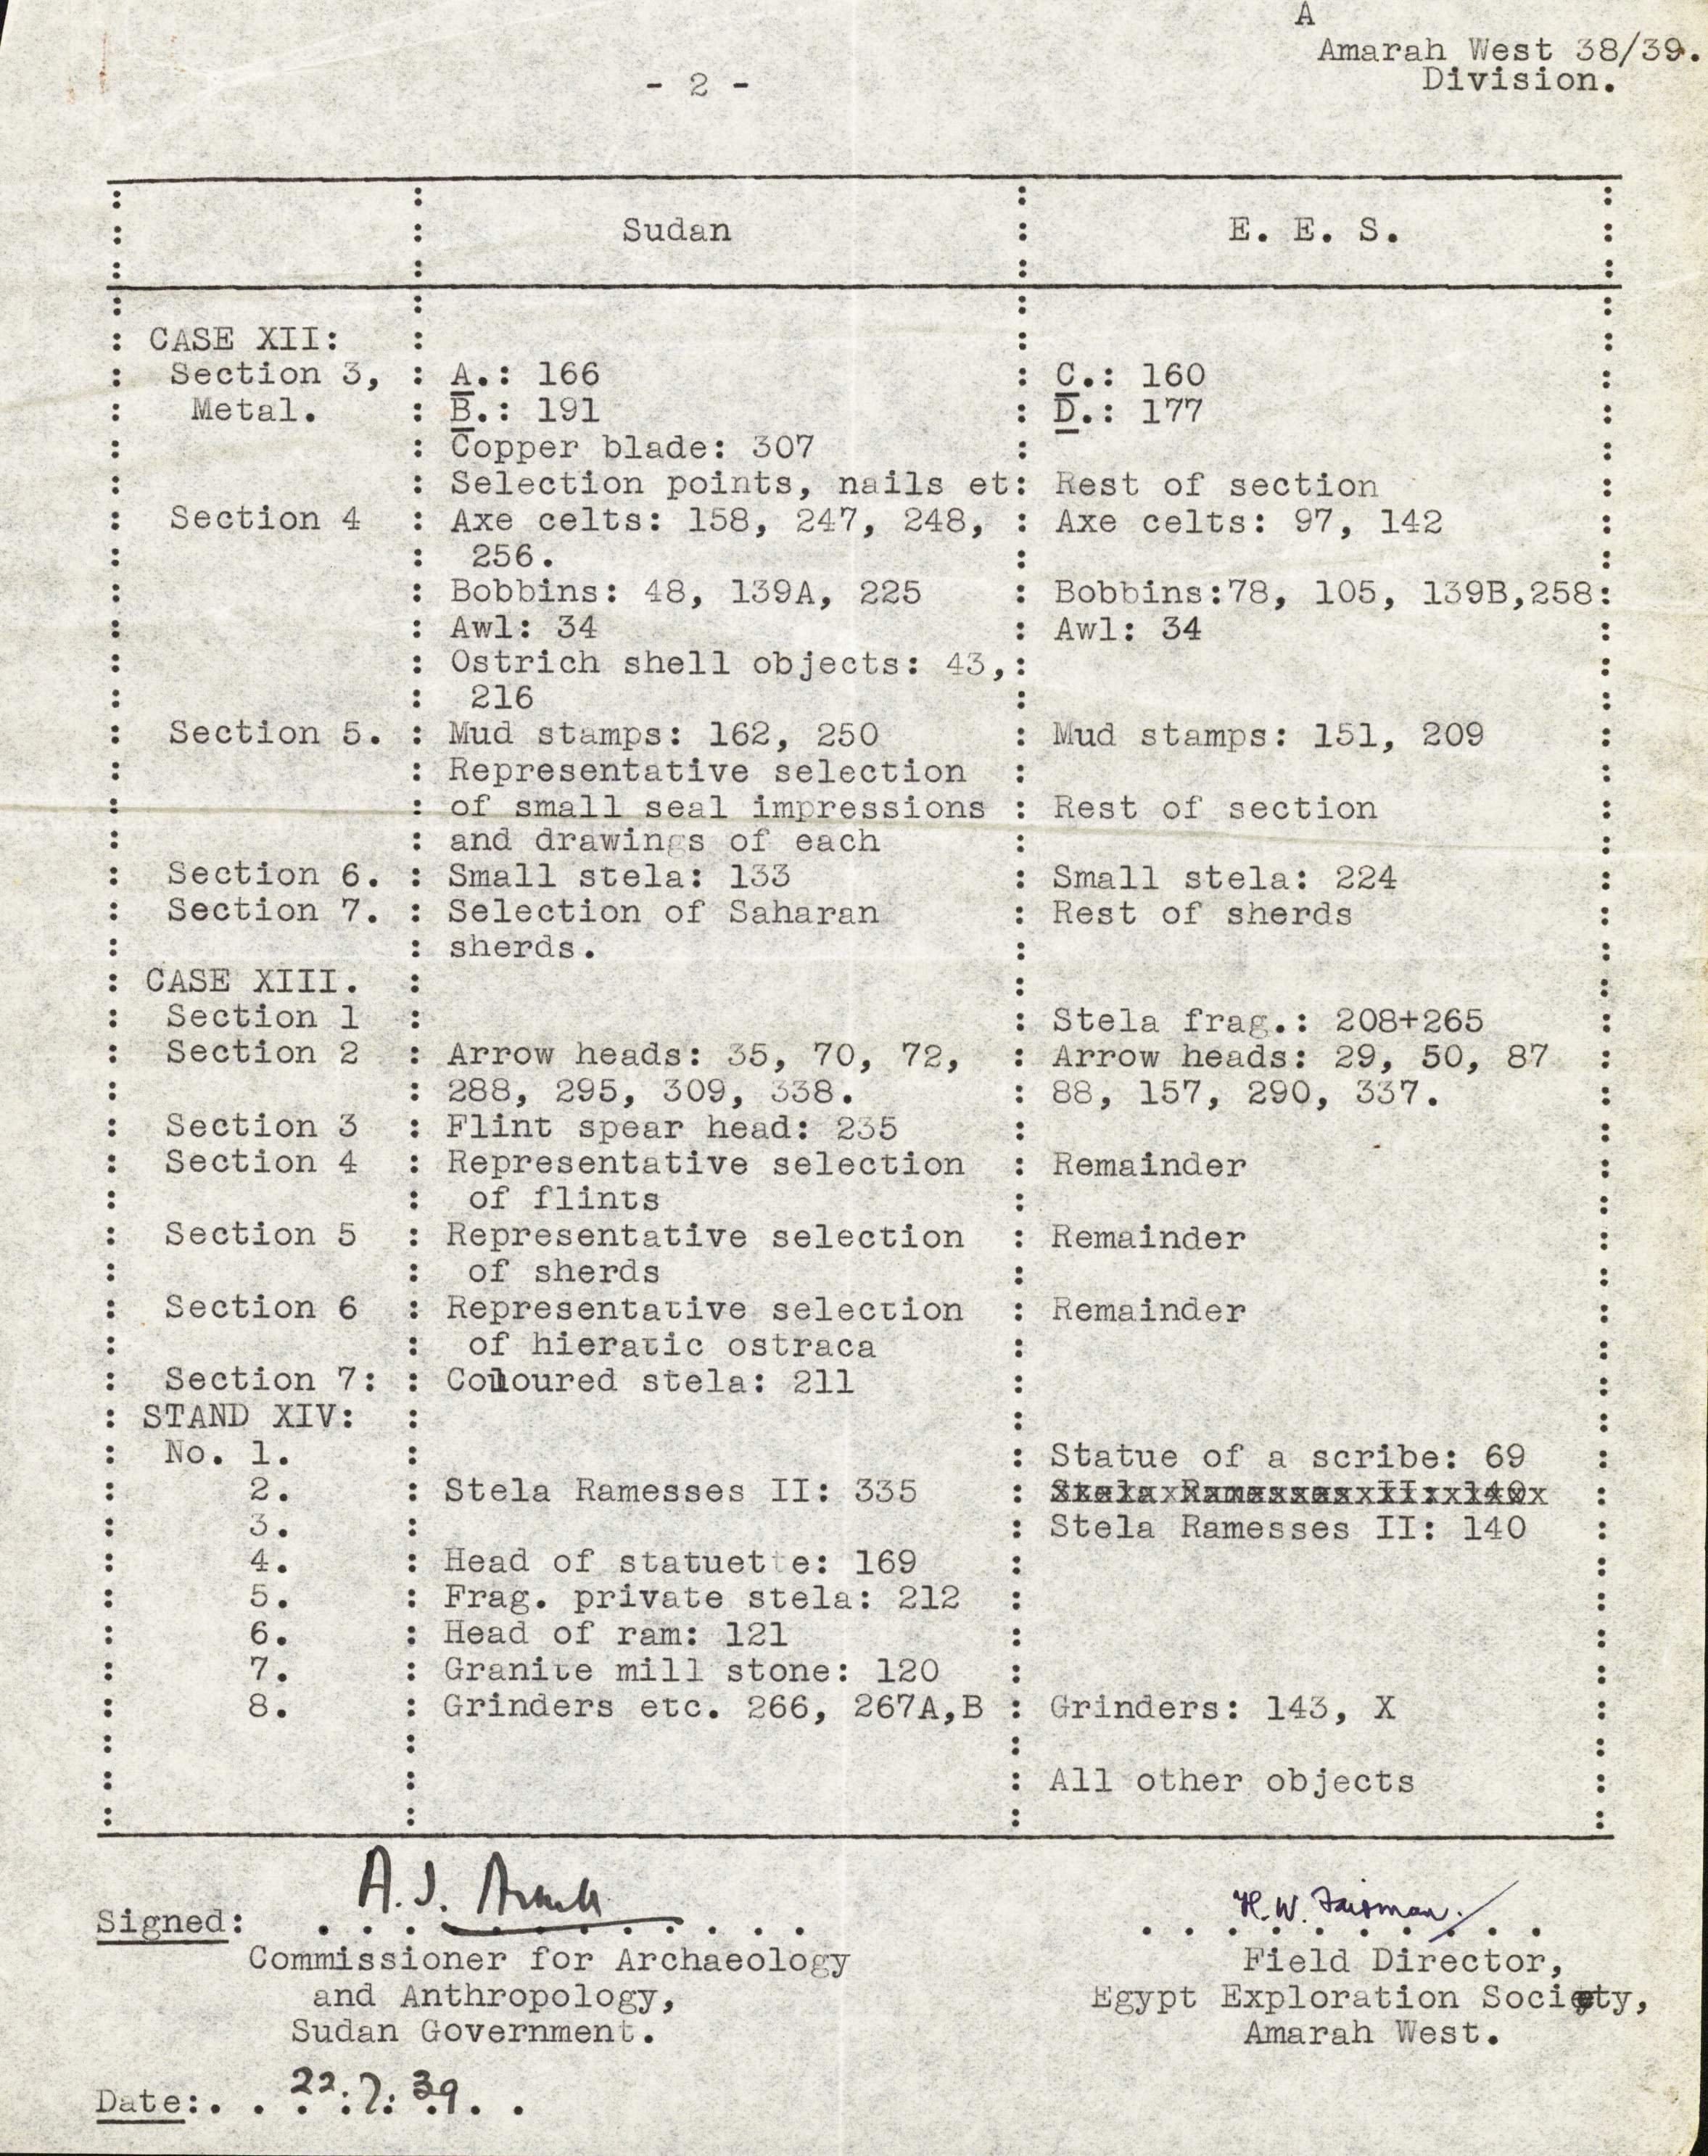 A
Amarah West 38/39.
- 2 -
Division.
Sudan
E. E. S.
CASE XII:
Section 3, : A.: 166 : C.: 160
Metal. : B.: 191 : D.: 177
Copper blade: 307
Selection points, nails et: Rest of section
Section 4 : Axe celts: 158, 247, 248, : Axe celts: 97, 142
256.
Bobbins: 48, 139A, 225 : Bobbins:78, 105, 139B,258:
Awl: 34 : Awl: 34
Ostrich shell objects: 43,:
216
Section 5. : Mud stamps: 162, 250 : Mud stamps: 151, 209
Representative selection
of small seal impressions : Rest of section
and drawings of each
Section 6. : Small stela: 133 : Small stela: 224
Section 7. : Selection of Saharan : Rest of sherds
sherds.
CASE XIII.
Section 1 : : Stela frag.: 208+265
Section 2 : Arrow heads: 35, 70, 72, : Arrow heads: 29, 50, 87
288, 295, 309, 338. : 88, 157, 290, 337.
Section 3 : Flint spear head: 235
Section 4 : Representative selection : Remainder
of flints
Section 5 : Representative selection : Remainder
of sherds
Section 6 : Representative selection : Remainder
of hieratic ostraca
Section 7: : Coloured stela: 211
STAND XIV:
No. 1. : : Statue of a scribe: 69
2. : Stela Ramesses II: 335 : Stela Ramesses II: 140
3. : : Stela Ramesses II: 140
4. : Head of statuette: 169
5. : Frag. private stela: 212
6. : Head of ram: 121
7. : Granite mill stone: 120
8. : Grinders etc. 266, 267A,B : Grinders: 143, X
All other objects
A.J. Arkell
H.W. Fairman.
Signed:
Commissioner for Archaeology
and Anthropology,
Sudan Government.
Field Director,
Egypt Exploration Society,
Amarah West.
Date: 22.2.39